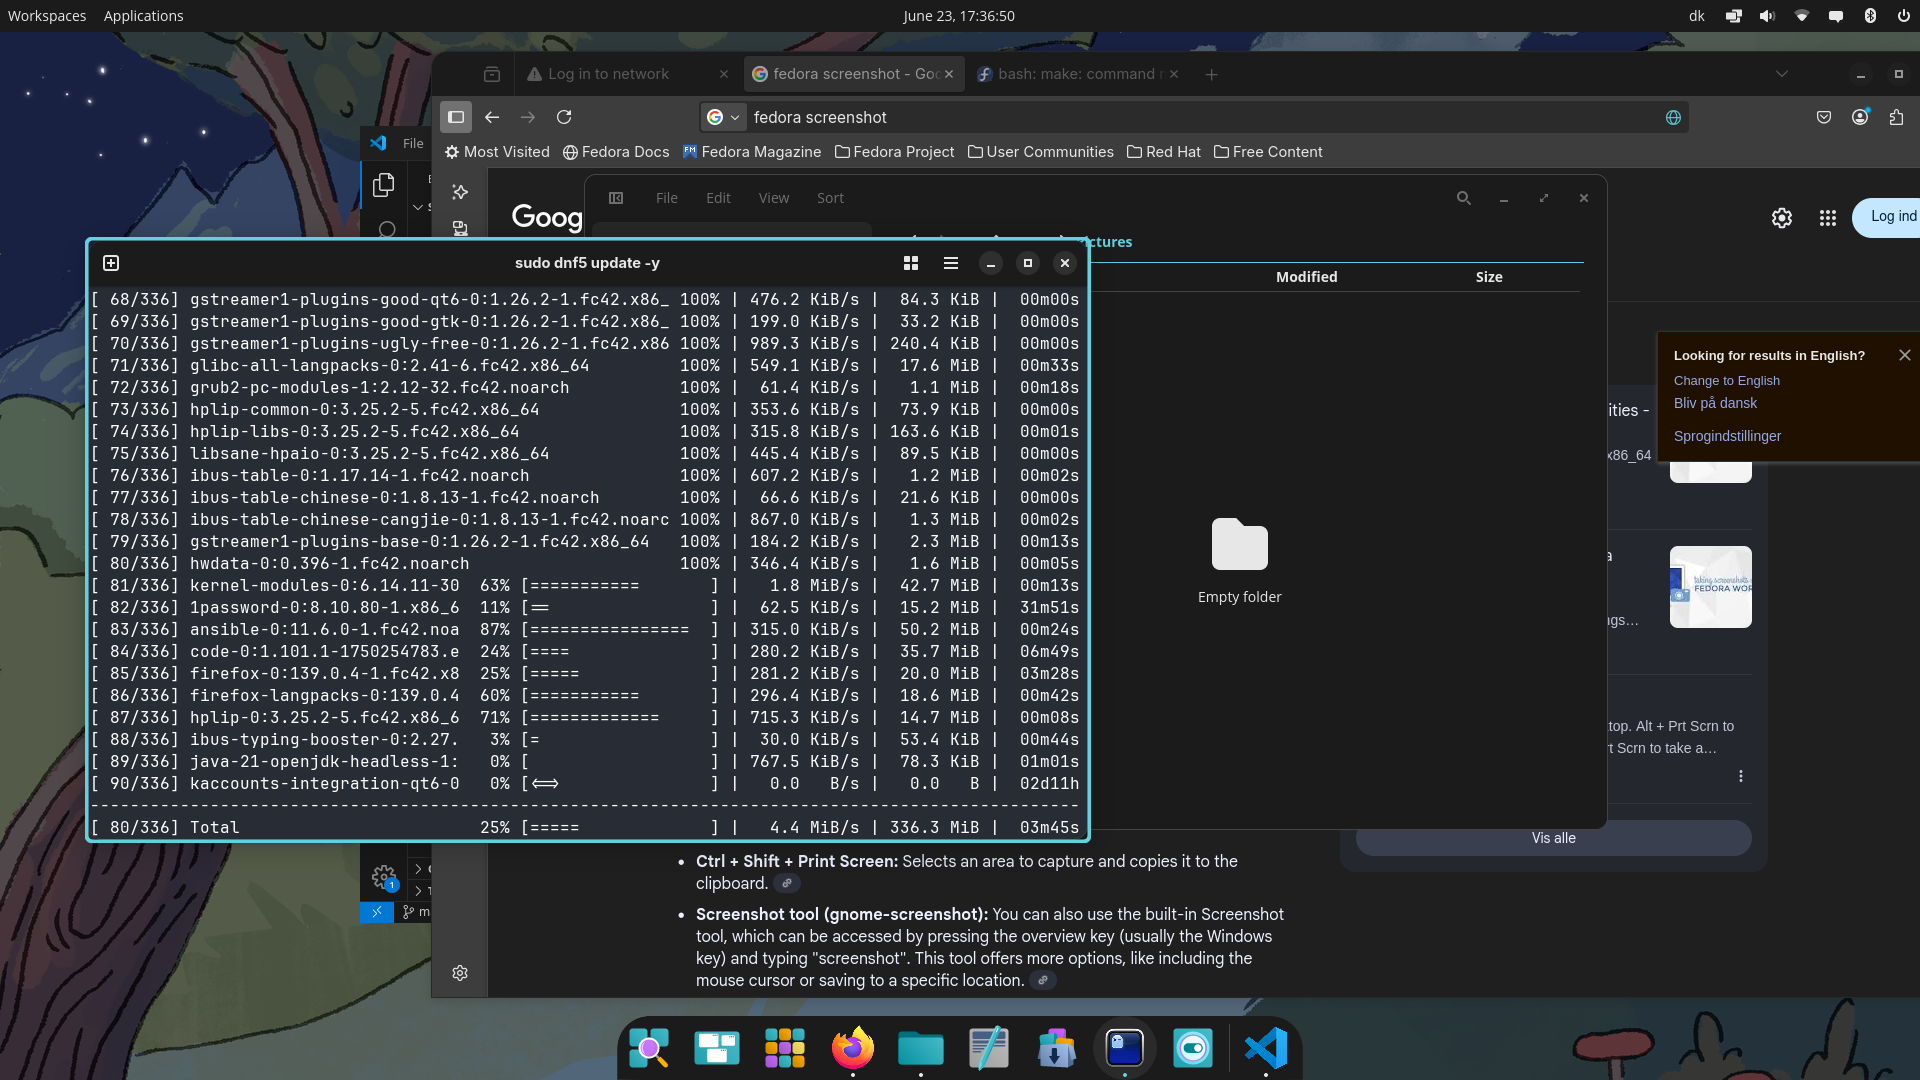 Workspaces Applications June 23, 17:36:50 dk
Log in to network fedora screenshot - Goo bash: make: command
fedora screenshot
Most Visited Fedora Docs Fedora Magazine Fedora Project User Communities Red Hat Free Content
File
File Edit View Sort
Goog
Log ind
ctures
Modified Size
Empty folder
sudo dnf5 update -y
[ 68/336] gstreamer1-plugins-good-qt6-0:1.26.2-1.fc42.x86_ 100% | 476.2 KiB/s | 84.3 KiB | 00m00s
[ 69/336] gstreamer1-plugins-good-gtk-0:1.26.2-1.fc42.x86_ 100% | 199.0 KiB/s | 33.2 KiB | 00m00s
[ 70/336] gstreamer1-plugins-ugly-free-0:1.26.2-1.fc42.x86 100% | 989.3 KiB/s | 240.4 KiB | 00m00s
[ 71/336] glibc-all-langpacks-0:2.41-6.fc42.x86_64 100% | 549.1 KiB/s | 17.6 MiB | 00m33s
[ 72/336] grub2-pc-modules-1:2.12-32.fc42.noarch 100% | 61.4 KiB/s | 1.1 MiB | 00m18s
[ 73/336] hplip-common-0:3.25.2-5.fc42.x86_64 100% | 353.6 KiB/s | 73.9 KiB | 00m00s
[ 74/336] hplip-libs-0:3.25.2-5.fc42.x86_64 100% | 315.8 KiB/s | 163.6 KiB | 00m01s
[ 75/336] libsane-hpaio-0:3.25.2-5.fc42.x86_64 100% | 445.4 KiB/s | 89.5 KiB | 00m00s
[ 76/336] ibus-table-0:1.17.14-1.fc42.noarch 100% | 607.2 KiB/s | 1.2 MiB | 00m02s
[ 77/336] ibus-table-chinese-0:1.8.13-1.fc42.noarch 100% | 66.6 KiB/s | 21.6 KiB | 00m00s
[ 78/336] ibus-table-chinese-cangjie-0:1.8.13-1.fc42.noarc 100% | 867.0 KiB/s | 1.3 MiB | 00m02s
[ 79/336] gstreamer1-plugins-base-0:1.26.2-1.fc42.x86_64 100% | 184.2 KiB/s | 2.3 MiB | 00m13s
[ 80/336] hwdata-0:0.396-1.fc42.noarch 100% | 346.4 KiB/s | 1.6 MiB | 00m05s
[ 81/336] kernel-modules-0:6.14.11-30 63% [=========== ] | 1.8 MiB/s | 42.7 MiB | 00m13s
[ 82/336] 1password-0:8.10.80-1.x86_6 11% [== ] | 62.5 KiB/s | 15.2 MiB | 31m51s
[ 83/336] ansible-0:11.6.0-1.fc42.noa 87% [================ ] | 315.0 KiB/s | 50.2 MiB | 00m24s
[ 84/336] code-0:1.101.1-1750254783.e 24% [==== ] | 280.2 KiB/s | 35.7 MiB | 06m49s
[ 85/336] firefox-0:139.0.4-1.fc42.x8 25% [===== ] | 281.2 KiB/s | 20.0 MiB | 03m28s
[ 86/336] firefox-langpacks-0:139.0.4 60% [=========== ] | 296.4 KiB/s | 18.6 MiB | 00m42s
[ 87/336] hplip-0:3.25.2-5.fc42.x86_6 71% [============= ] | 715.3 KiB/s | 14.7 MiB | 00m08s
[ 88/336] ibus-typing-booster-0:2.27. 3% [= ] | 30.0 KiB/s | 53.4 KiB | 00m44s
[ 89/336] java-21-openjdk-headless-1: 0% [ ] | 767.5 KiB/s | 78.3 KiB | 01m01s
[ 90/336] kaccounts-integration-qt6-0 0% [<=> ] | 0.0 B/s | 0.0 B | 02d11h
---------------------------------------------------------------------------------------------------
[ 80/336] Total 25% [===== ] | 4.4 MiB/s | 336.3 MiB | 03m45s
Looking for results in English?
Change to English
Bliv på dansk
Sprogindstillinger
ities -
x86_64
a
ngs...
taking screenshots
FEDORA WOR
top. Alt + Prt Scrn to
rt Scrn to take a...
Vis alle
• Ctrl + Shift + Print Screen: Selects an area to capture and copies it to the
clipboard.
• Screenshot tool (gnome-screenshot): You can also use the built-in Screenshot
tool, which can be accessed by pressing the overview key (usually the Windows
key) and typing "screenshot". This tool offers more options, like including the
mouse cursor or saving to a specific location.
1
m